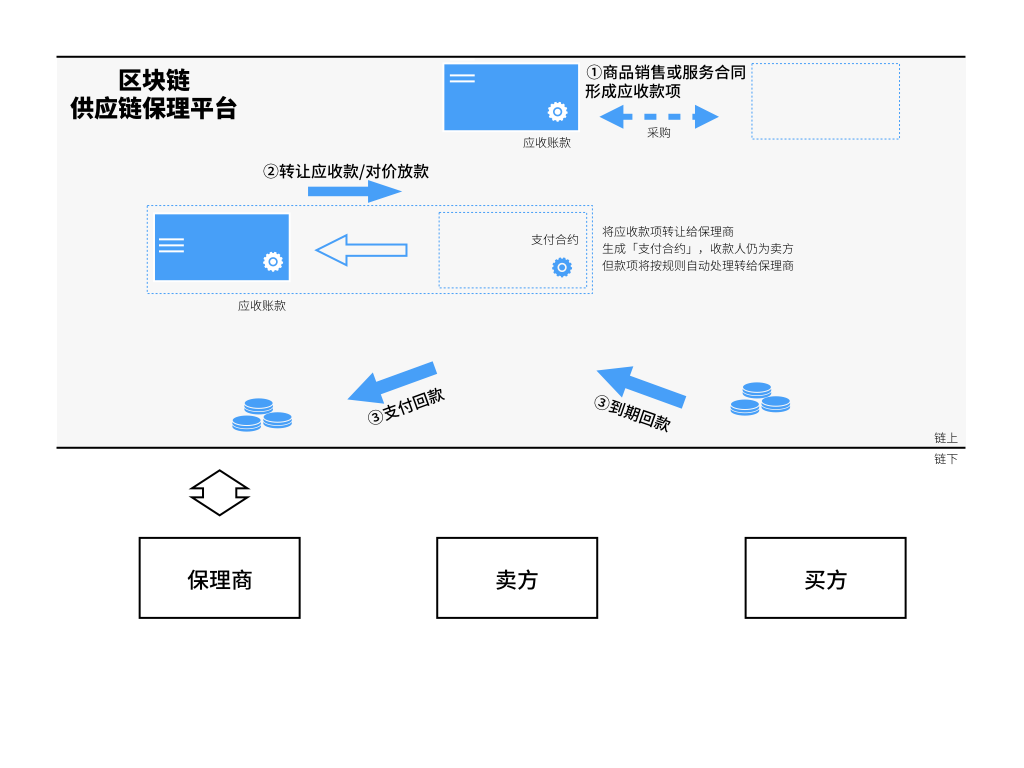 区块链
供应链保理平台
①商品销售或服务合同
形成应收款项
采购
应收账款
②转让应收款/对价放款
支付合约
将应收款项转让给保理商
生成「支付合约」，收款人仍为卖方
但款项将按规则自动处理转给保理商
应收账款
③支付回款
③到期回款
链上
链下
保理商
卖方
买方